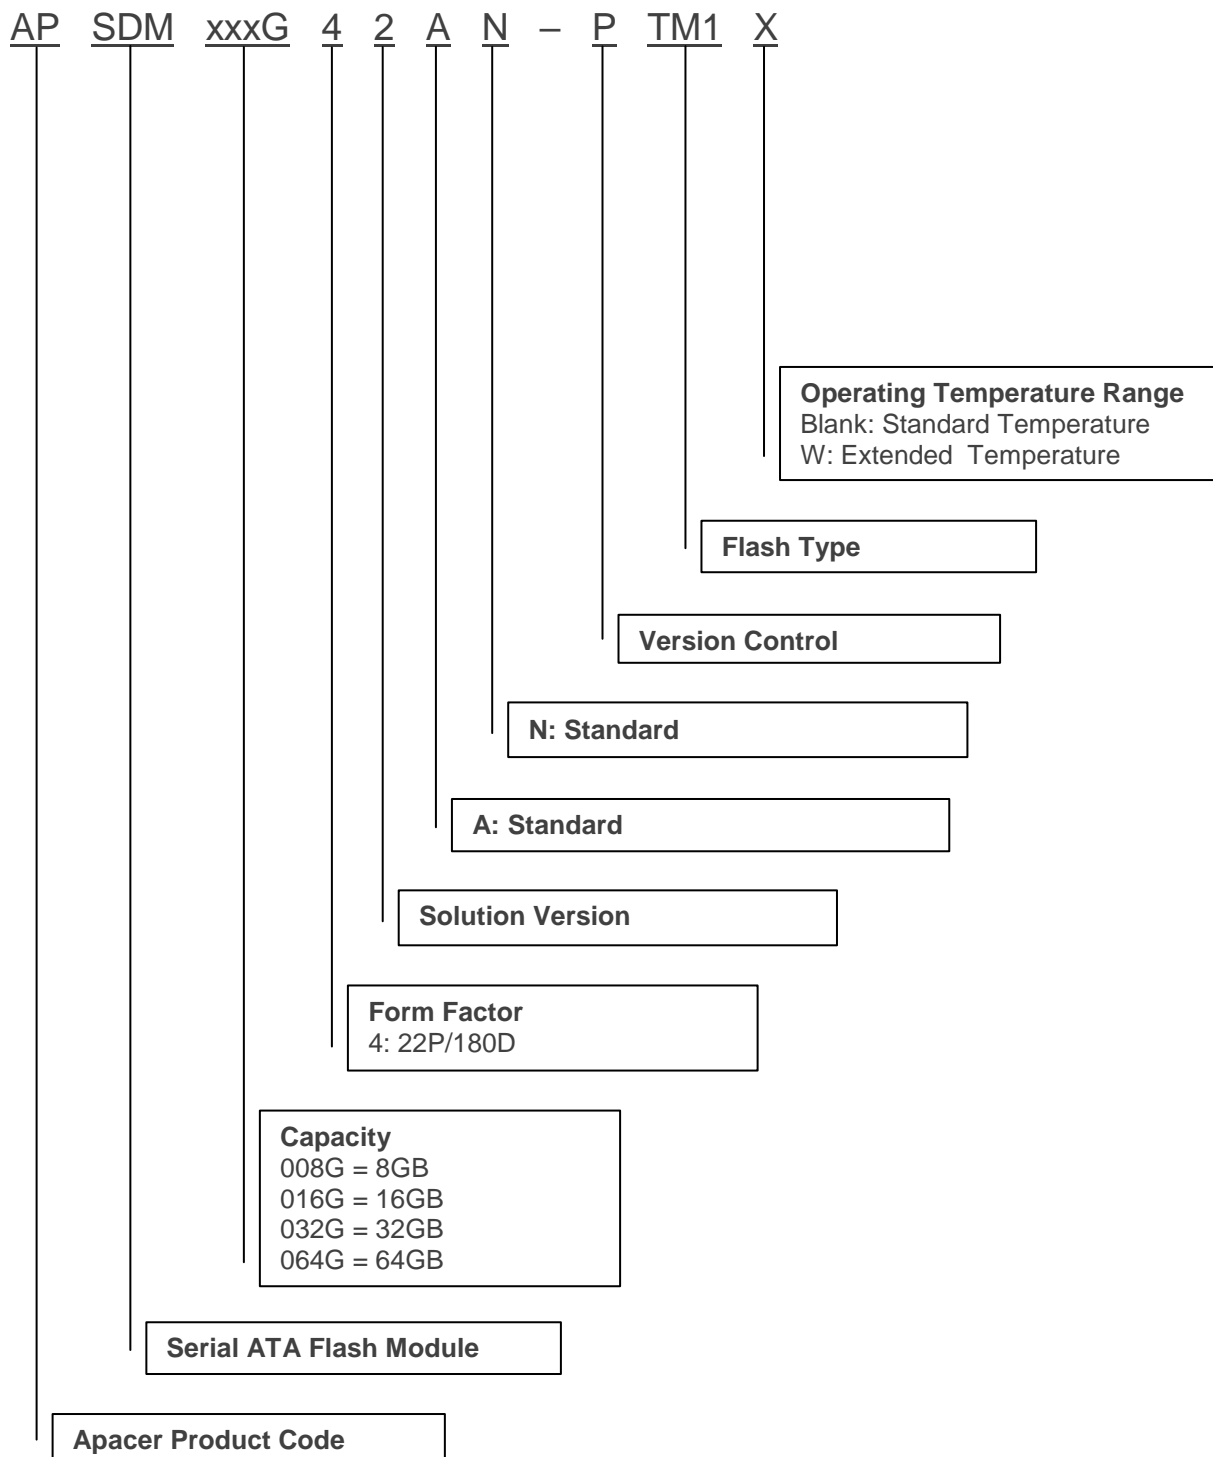 AP SDM xxxG 4 2 A N – P TM1 X
Operating Temperature Range
Blank: Standard Temperature
W: Extended Temperature
Flash Type
Version Control
N: Standard
A: Standard
Solution Version
Form Factor
4: 22P/180D
Capacity
008G = 8GB
016G = 16GB
032G = 32GB
064G = 64GB
Serial ATA Flash Module
Apacer Product Code